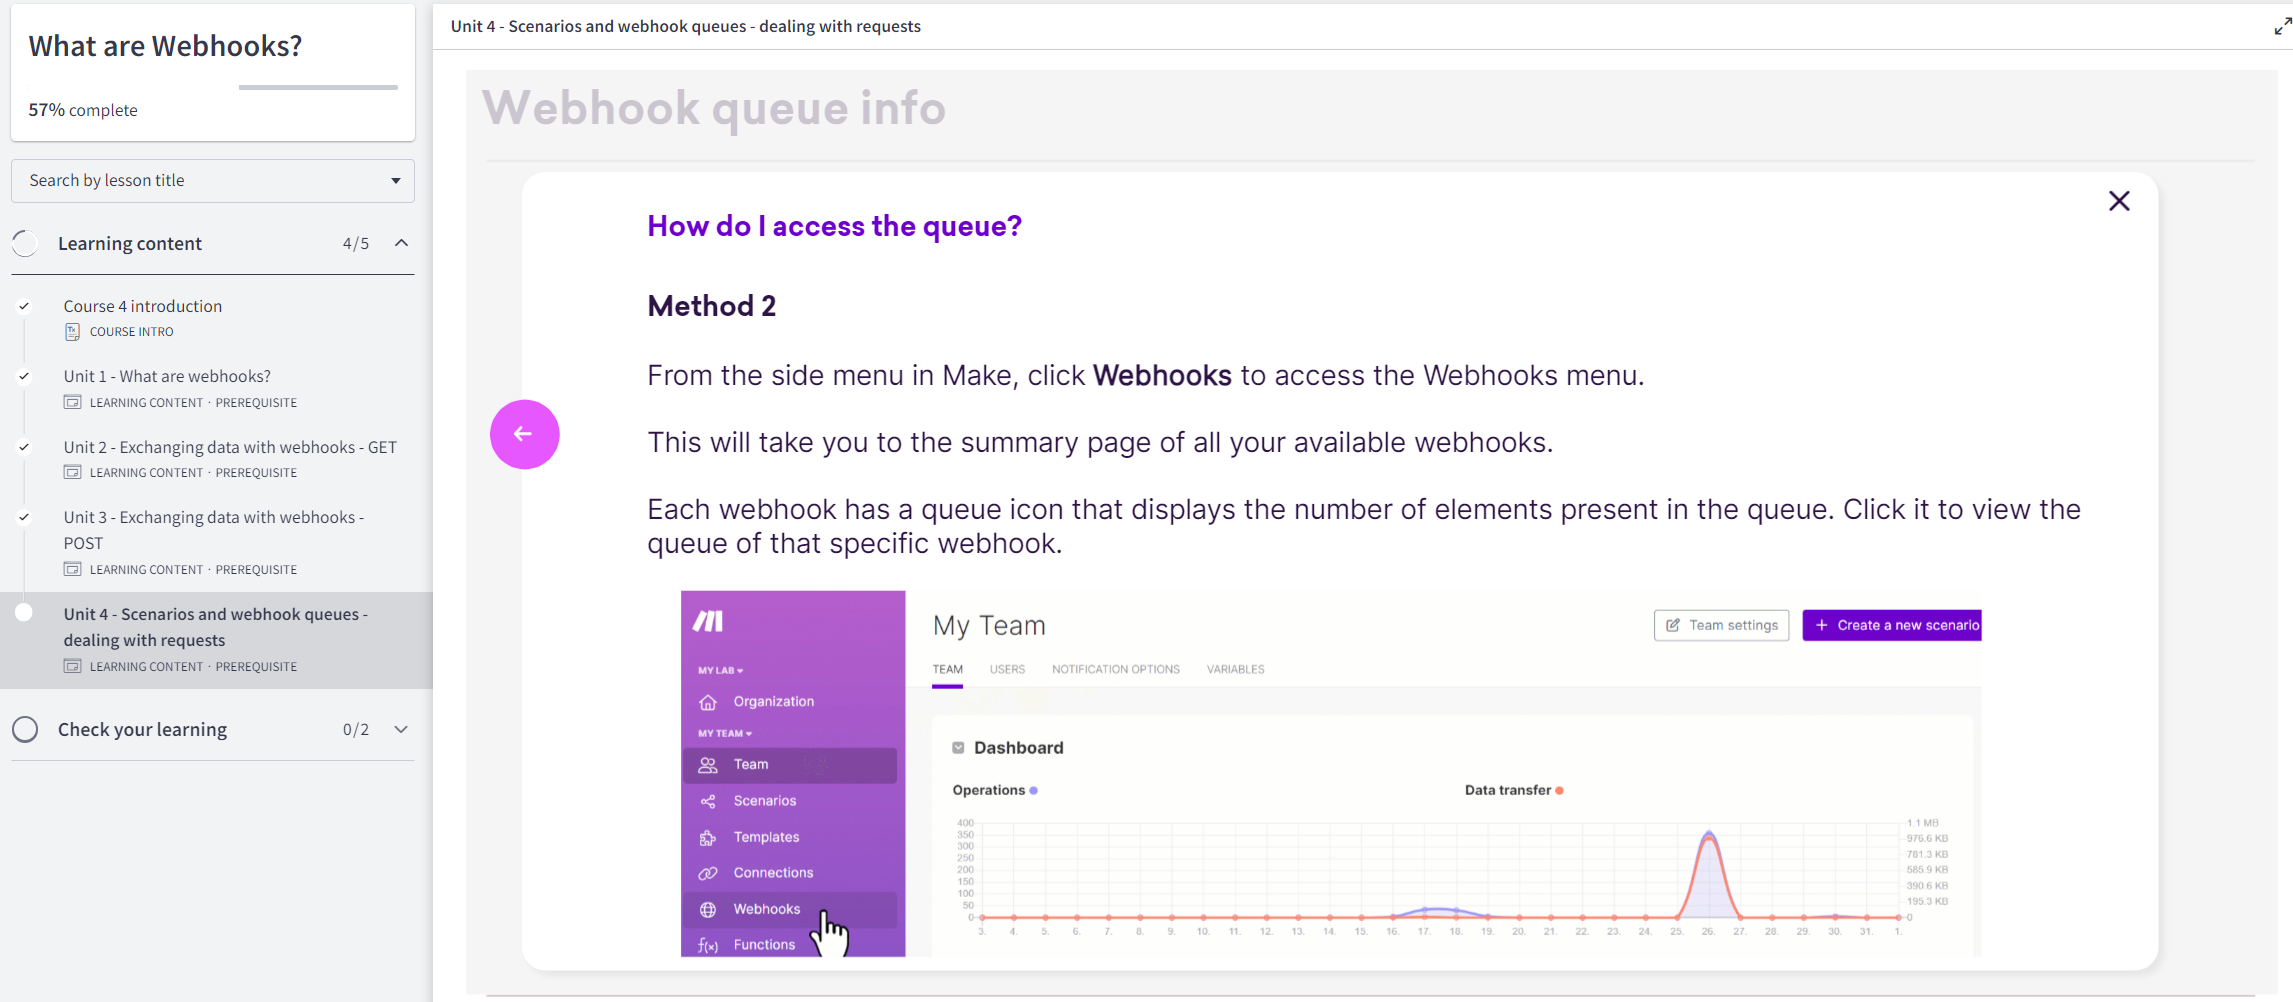 What are Webhooks?
57% complete
Search by lesson title
Learning content 4/5
Course 4 introduction
COURSE INTRO
Unit 1 - What are webhooks?
LEARNING CONTENT · PREREQUISITE
Unit 2 - Exchanging data with webhooks - GET
LEARNING CONTENT · PREREQUISITE
Unit 3 - Exchanging data with webhooks -
POST
LEARNING CONTENT · PREREQUISITE
Unit 4 - Scenarios and webhook queues -
dealing with requests
LEARNING CONTENT · PREREQUISITE
Check your learning 0/2
Unit 4 - Scenarios and webhook queues - dealing with requests
Webhook queue info
How do I access the queue?
Method 2
From the side menu in Make, click Webhooks to access the Webhooks menu.
This will take you to the summary page of all your available webhooks.
Each webhook has a queue icon that displays the number of elements present in the queue. Click it to view the
queue of that specific webhook.
MY LAB
Organization
MY TEAM
Team
Scenarios
Templates
Connections
Webhooks
f(x) Functions
My Team
Team settings
+ Create a new scenario
TEAM USERS NOTIFICATION OPTIONS VARIABLES
Dashboard
Operations
Data transfer
400
350
300
250
200
150
100
50
0
1.1 MB
976.6 KB
781.3 KB
585.9 KB
390.6 KB
195.3 KB
0
3. 4. 5. 6. 7. 8. 9. 10. 11. 12. 13. 14. 15. 16. 17. 18. 19. 20. 21. 22. 23. 24. 25. 26. 27. 28. 29. 30. 31. 1.